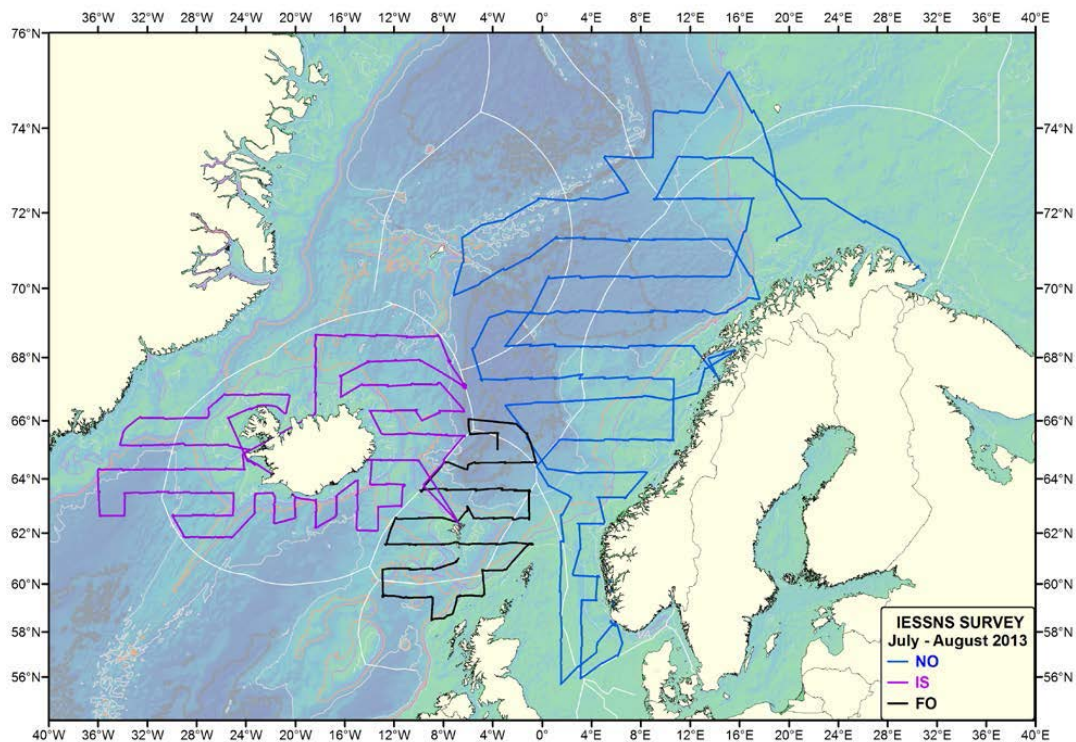 36°W 32°W 28°W 24°W 20°W 16°W 12°W 8°W 4°W 0° 4°E 8°E 12°E 16°E 20°E 24°E 28°E 32°E 36°E 40°E
76°N
74°N 74°N
72°N 72°N
70°N 70°N
68°N 68°N
66°N 66°N
64°N 64°N
62°N 62°N
60°N 60°N
58°N 58°N
56°N 56°N
IESSNS SURVEY
July - August 2013
NO
IS
FO
40°W 36°W 32°W 28°W 24°W 20°W 16°W 12°W 8°W 4°W 0° 4°E 8°E 12°E 16°E 20°E 24°E 28°E 32°E 36°E 40°E